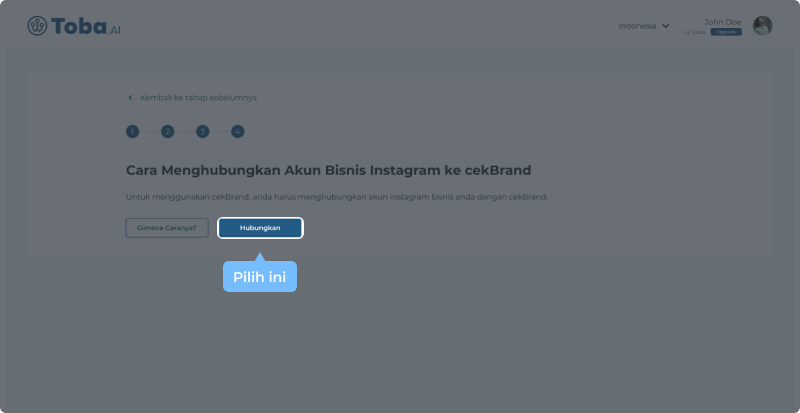 Toba.AI
Indonesia
John Doe
Uji Coba Upgrade
Kembali ke tahap sebelumnya
1 2 3 4
Cara Menghubungkan Akun Bisnis Instagram ke cekBrand
Untuk menggunakan cekBrand, anda harus menghubungkan akun instagram bisnis anda dengan cekBrand.
Gimana Caranya? Hubungkan
Pilih ini